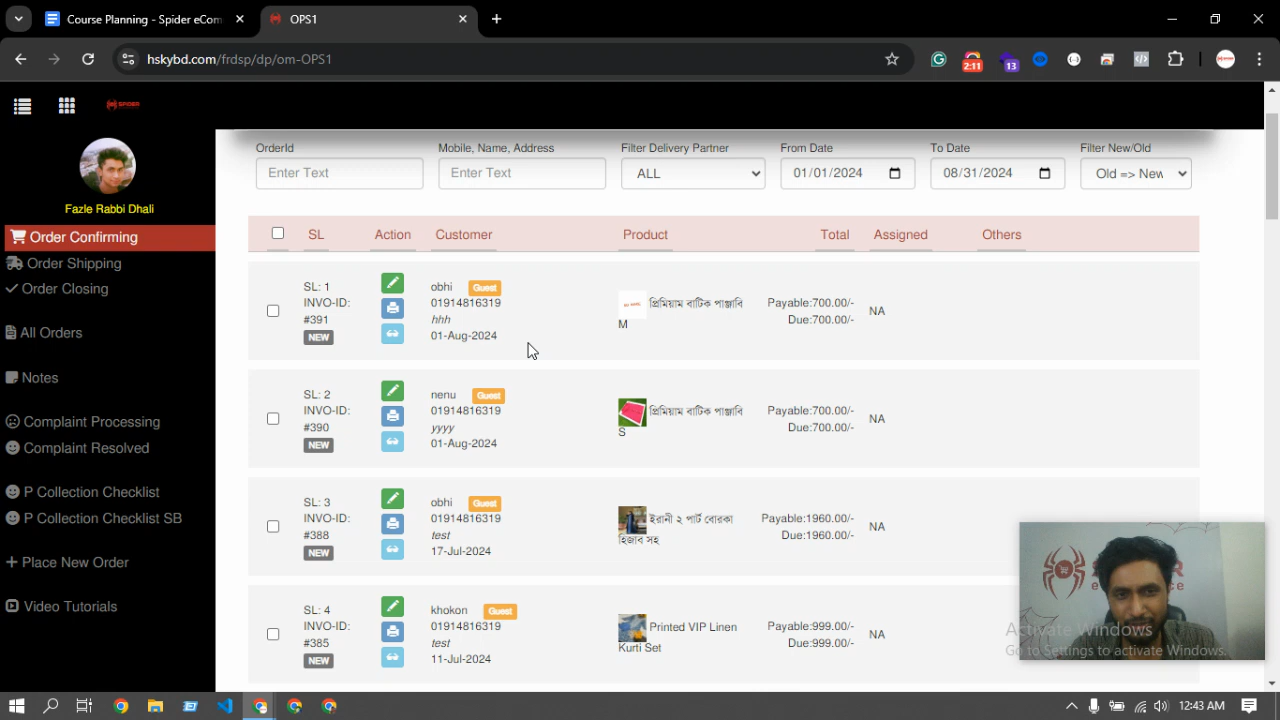 Course Planning - Spider eCom
OPS1
hskybd.com/frdsp/dp/om-OPS1
2:11
13
SPIDER
Fazle Rabbi Dhali
Order Confirming
Order Shipping
Order Closing
All Orders
Notes
Complaint Processing
Complaint Resolved
P Collection Checklist
P Collection Checklist SB
Place New Order
Video Tutorials
OrderId
Mobile, Name, Address
Filter Delivery Partner
From Date
To Date
Filter New/Old
Enter Text
Enter Text
ALL
01/01/2024
08/31/2024
Old => New
SL Action Customer Product Total Assigned Others
SL: 1
INVO-ID:
#391
NEW
obhi Guest
01914816319
hhh
01-Aug-2024
প্রিমিয়াম বাটিক পাঞ্জাবি
M
Payable:700.00/-
Due:700.00/-
NA
SL: 2
INVO-ID:
#390
NEW
nenu Guest
01914816319
yyyy
01-Aug-2024
প্রিমিয়াম বাটিক পাঞ্জাবি
S
Payable:700.00/-
Due:700.00/-
NA
SL: 3
INVO-ID:
#388
NEW
obhi Guest
01914816319
test
17-Jul-2024
ইরানী ২ পার্ট বোরকা
হিজাব সহ
Payable:1960.00/-
Due:1960.00/-
NA
SL: 4
INVO-ID:
#385
NEW
khokon Guest
01914816319
test
11-Jul-2024
Printed VIP Linen
Kurti Set
Payable:999.00/-
Due:999.00/-
NA
Activate Windows
Go to Settings to activate Windows.
12:43 AM